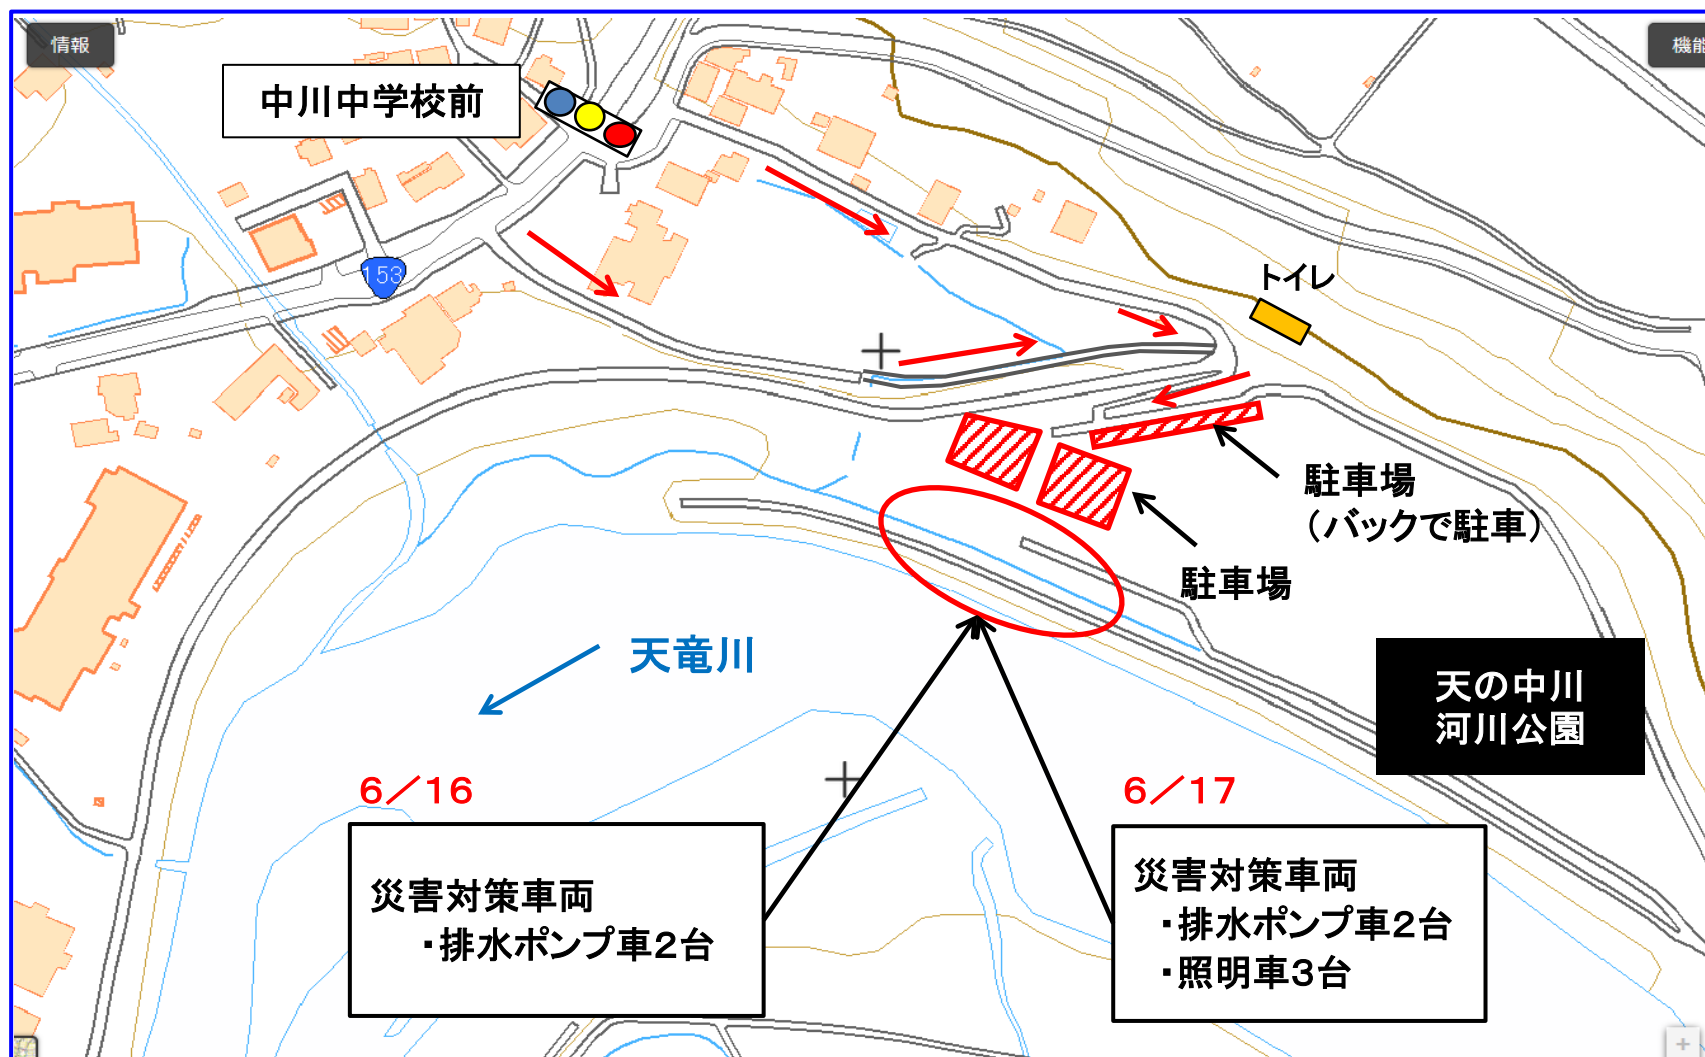 情報
機能
中川中学校前
153
トイレ
駐車場
（バックで駐車）
駐車場
天竜川
天の中川
河川公園
6／16
災害対策車両
・排水ポンプ車2台
6／17
災害対策車両
・排水ポンプ車2台
・照明車3台